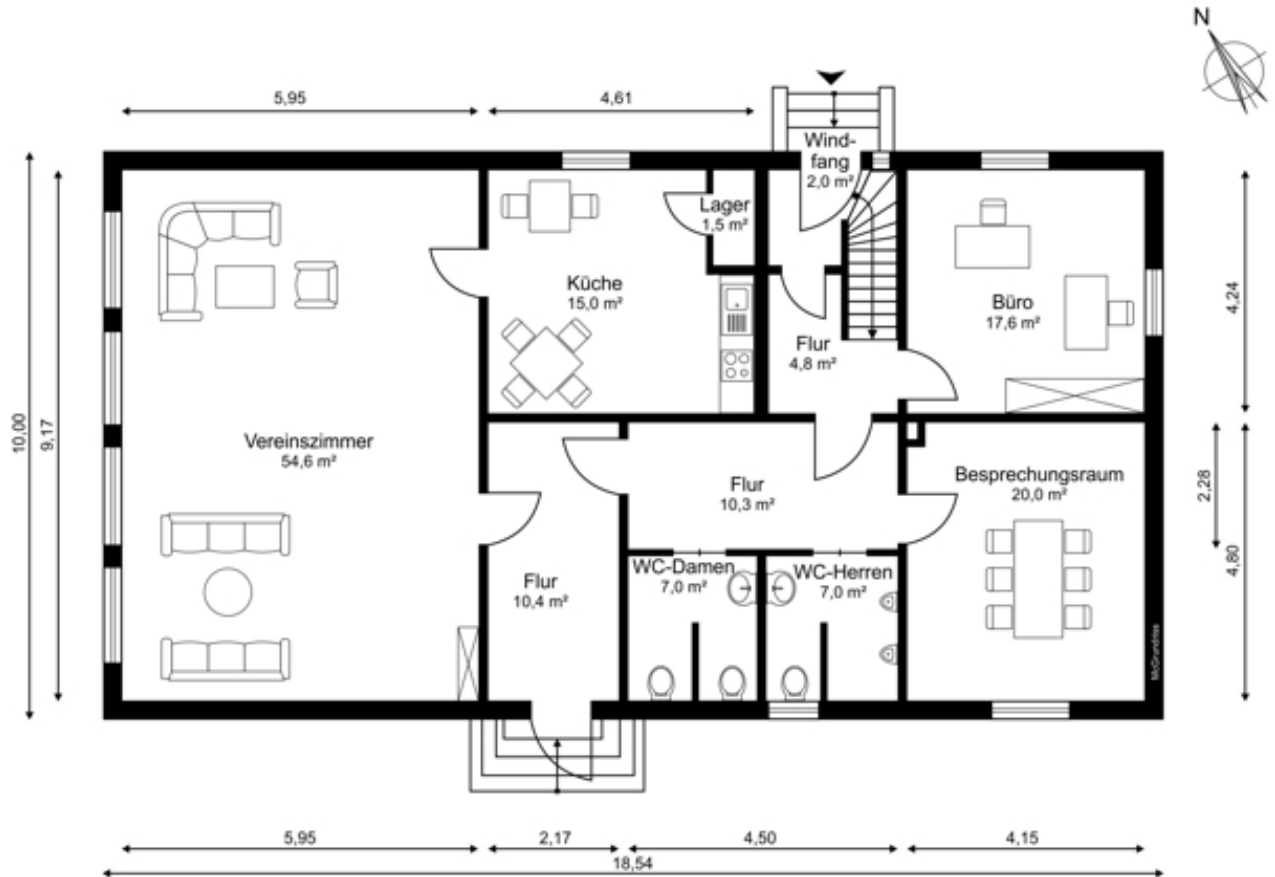 N
5,95
4,61
Wind-
fang
2,0 m²
Lager
1,5 m²
Küche
15,0 m²
Büro
17,6 m²
Flur
4,8 m²
4,24
10,00
9,17
Vereinszimmer
54,6 m²
Flur
10,3 m²
Besprechungsraum
20,0 m²
2,28
4,80
WC-Damen
7,0 m²
WC-Herren
7,0 m²
Flur
10,4 m²
McGrundriss
5,95
2,17
4,50
4,15
18,54